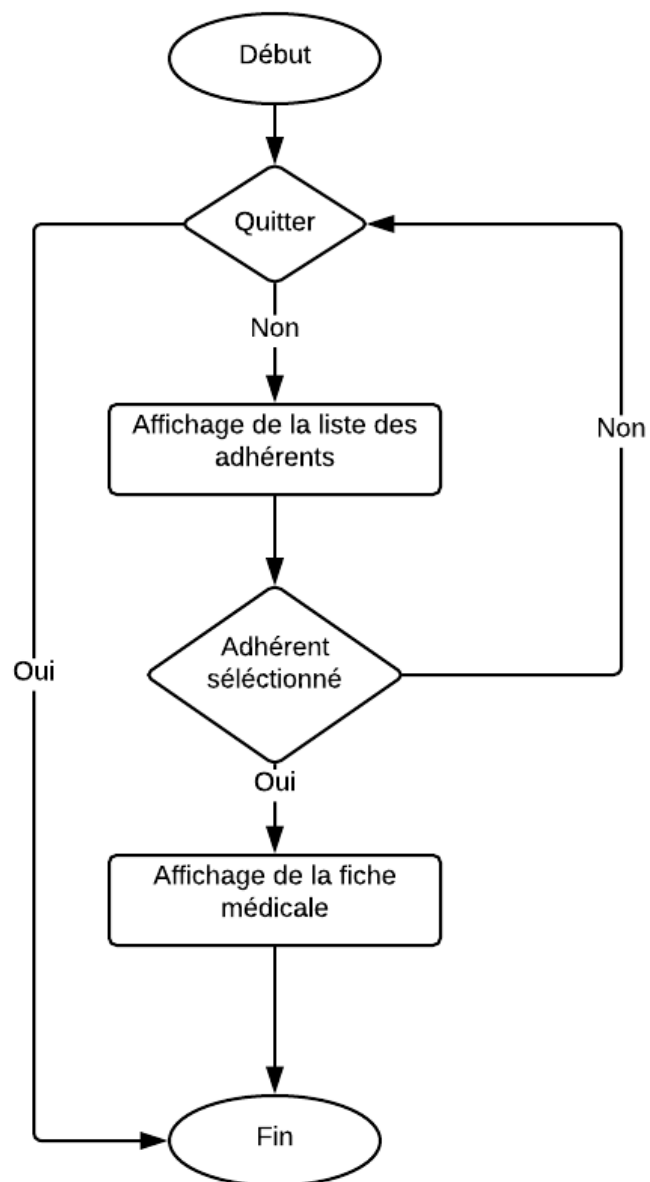 Début
Quitter
Non
Affichage de la liste des
adhérents
Non
Adhérent
séléctionné
Oui
Oui
Affichage de la fiche
médicale
Fin